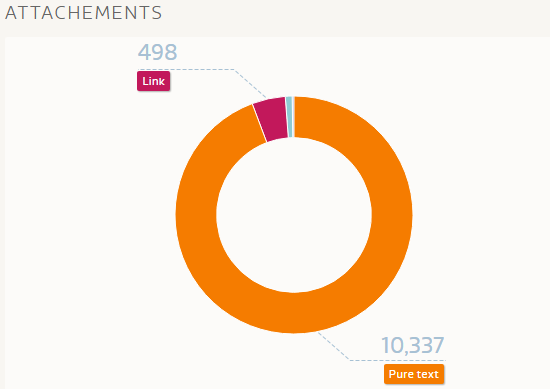 ATTACHEMENTS
498
Link
10,337
Pure text